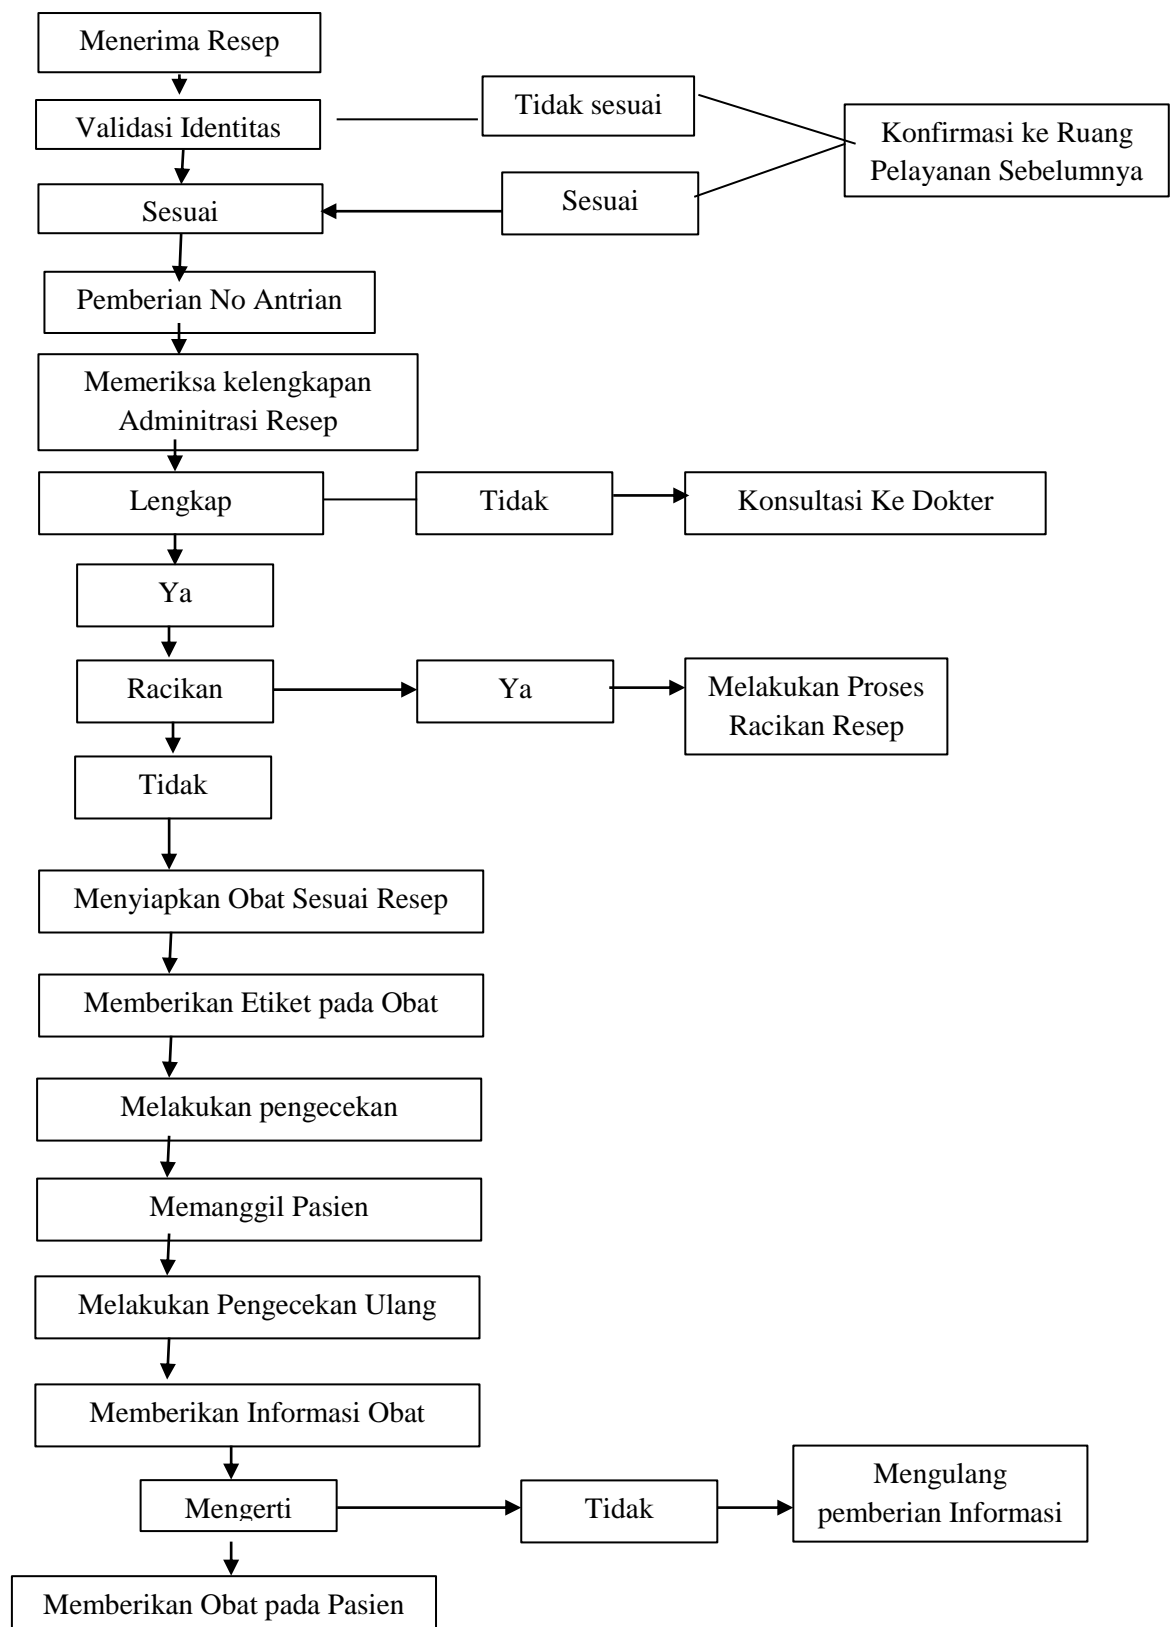 Menerima Resep
Validasi Identitas
Tidak sesuai
Konfirmasi ke Ruang
Pelayanan Sebelumnya
Sesuai
Sesuai
Pemberian No Antrian
Memeriksa kelengkapan
Adminitrasi Resep
Lengkap
Tidak
Konsultasi Ke Dokter
Ya
Racikan
Ya
Melakukan Proses
Racikan Resep
Tidak
Menyiapkan Obat Sesuai Resep
Memberikan Etiket pada Obat
Melakukan pengecekan
Memanggil Pasien
Melakukan Pengecekan Ulang
Memberikan Informasi Obat
Mengerti
Tidak
Mengulang
pemberian Informasi
Memberikan Obat pada Pasien